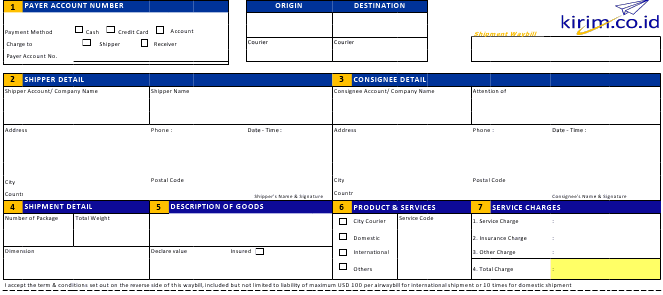 1 PAYER ACCOUNT NUMBER
Payment Method Cash Credit Card Account
Charge to Shipper Receiver
Payer Account No.
ORIGIN DESTINATION
Courier Courier
kirim.co.id
Shipment Waybill
2 SHIPPER DETAIL
Shipper Account/ Company Name Shipper Name
Address Phone : Date - Time :
City Postal Code
Countr Shipper's Name & Signature
3 CONSIGNEE DETAIL
Consignee Account/ Company Name Attention of
Address Phone : Date - Time :
City Postal Code
Countr Consignee's Name & Signature
4 SHIPMENT DETAIL
Number of Package Total Weight
Dimension
5 DESCRIPTION OF GOODS
Declare value Insured
6 PRODUCT & SERVICES
City Courier Service Code
Domestic
International
Others
7 SERVICE CHARGES
1. Service Charge :
2. Insurance Charge :
3. Other Charge :
4. Total Charge :
I accept the term & conditions set out on the reverse side of this waybill, included but not limited to liability of maximum USD 100 per airwaybill for international shipment or 10 times for domestic shipment